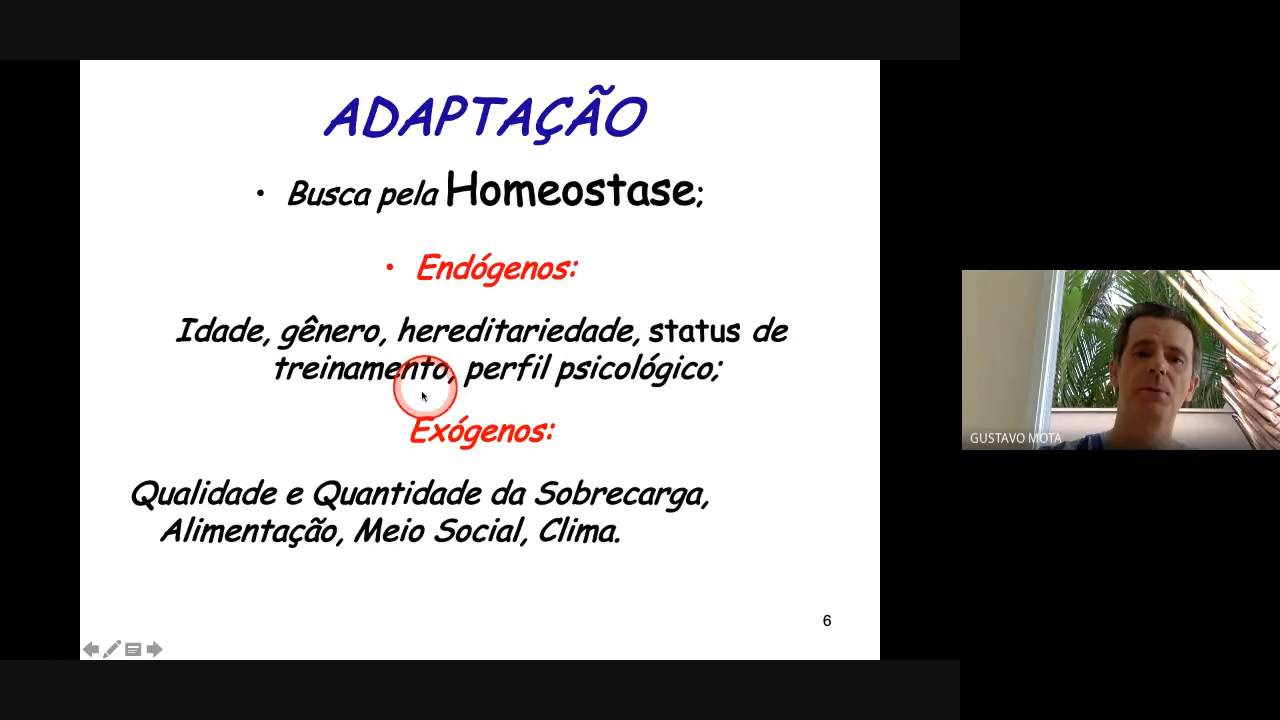 ADAPTAÇÃO
• Busca pela Homeostase;
• Endógenos:
Idade, gênero, hereditariedade, status de
treinamento, perfil psicológico;
Exógenos:
Qualidade e Quantidade da Sobrecarga,
Alimentação, Meio Social, Clima.
6
GUSTAVO MOTA